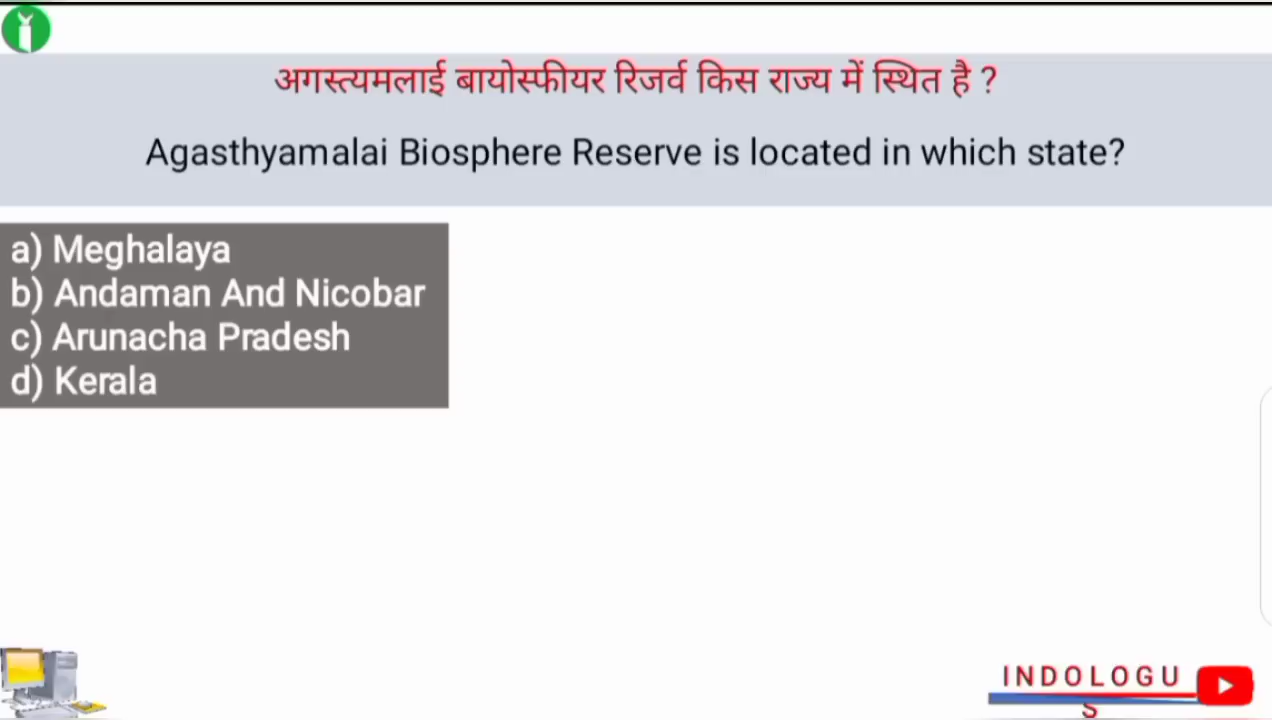 अगस्त्यमलाई बायोस्फीयर रिजर्व किस राज्य में स्थित है ?
Agasthyamalai Biosphere Reserve is located in which state?
a) Meghalaya
b) Andaman And Nicobar
c) Arunacha Pradesh
d) Kerala
INDOLOGU
S